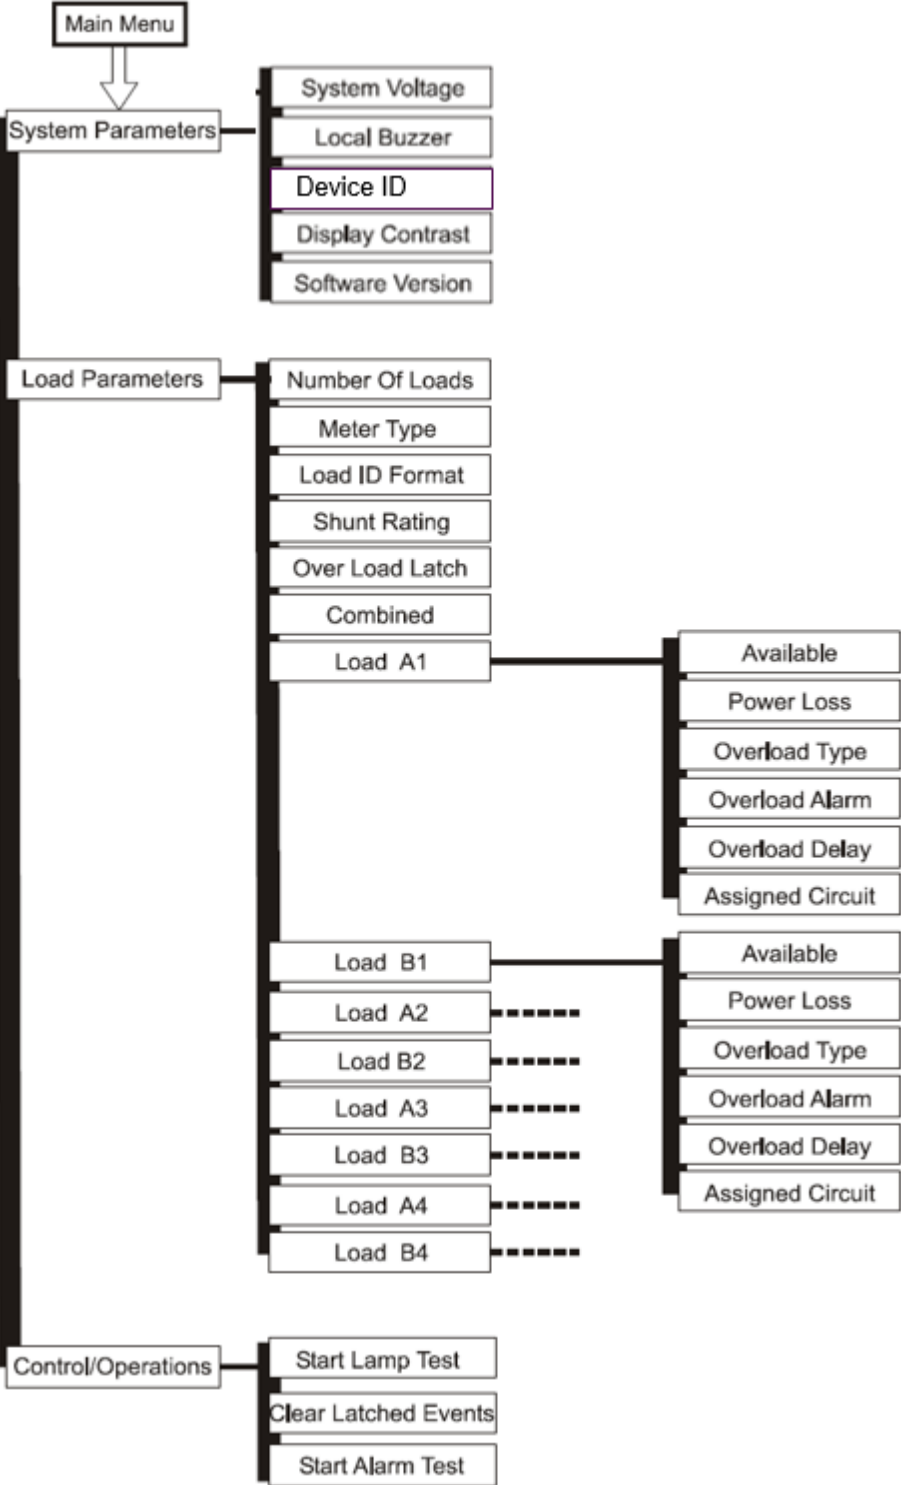 Main Menu
System Parameters
System Voltage
Local Buzzer
Device ID
Display Contrast
Software Version
Load Parameters
Number Of Loads
Meter Type
Load ID Format
Shunt Rating
Over Load Latch
Combined
Load A1
Available
Power Loss
Overload Type
Overload Alarm
Overload Delay
Assigned Circuit
Load B1
Available
Power Loss
Overload Type
Overload Alarm
Overload Delay
Assigned Circuit
Load A2
Load B2
Load A3
Load B3
Load A4
Load B4
Control/Operations
Start Lamp Test
Clear Latched Events
Start Alarm Test